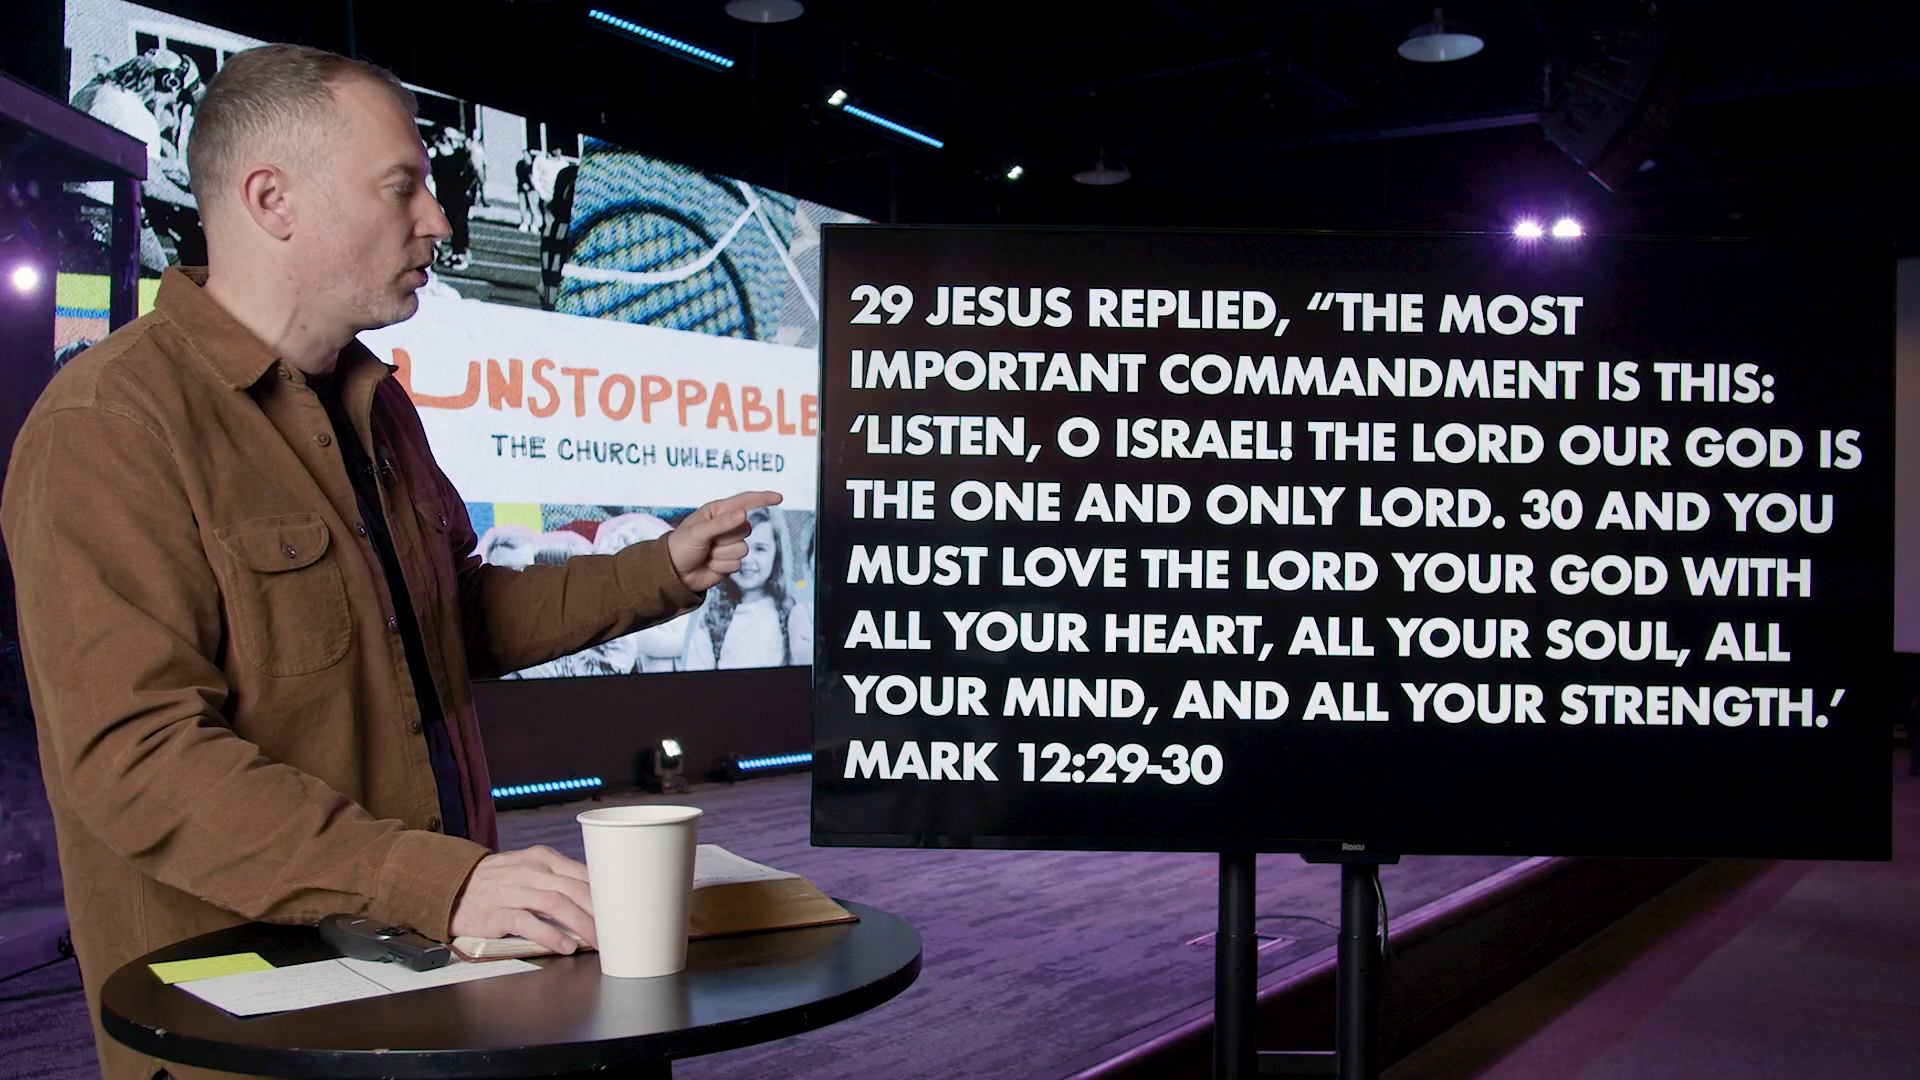 UNSTOPPABLE
THE CHURCH UNLEASHED
29 JESUS REPLIED, “THE MOST
IMPORTANT COMMANDMENT IS THIS:
‘LISTEN, O ISRAEL! THE LORD OUR GOD IS
THE ONE AND ONLY LORD. 30 AND YOU
MUST LOVE THE LORD YOUR GOD WITH
ALL YOUR HEART, ALL YOUR SOUL, ALL
YOUR MIND, AND ALL YOUR STRENGTH.’
MARK 12:29-30
Roku